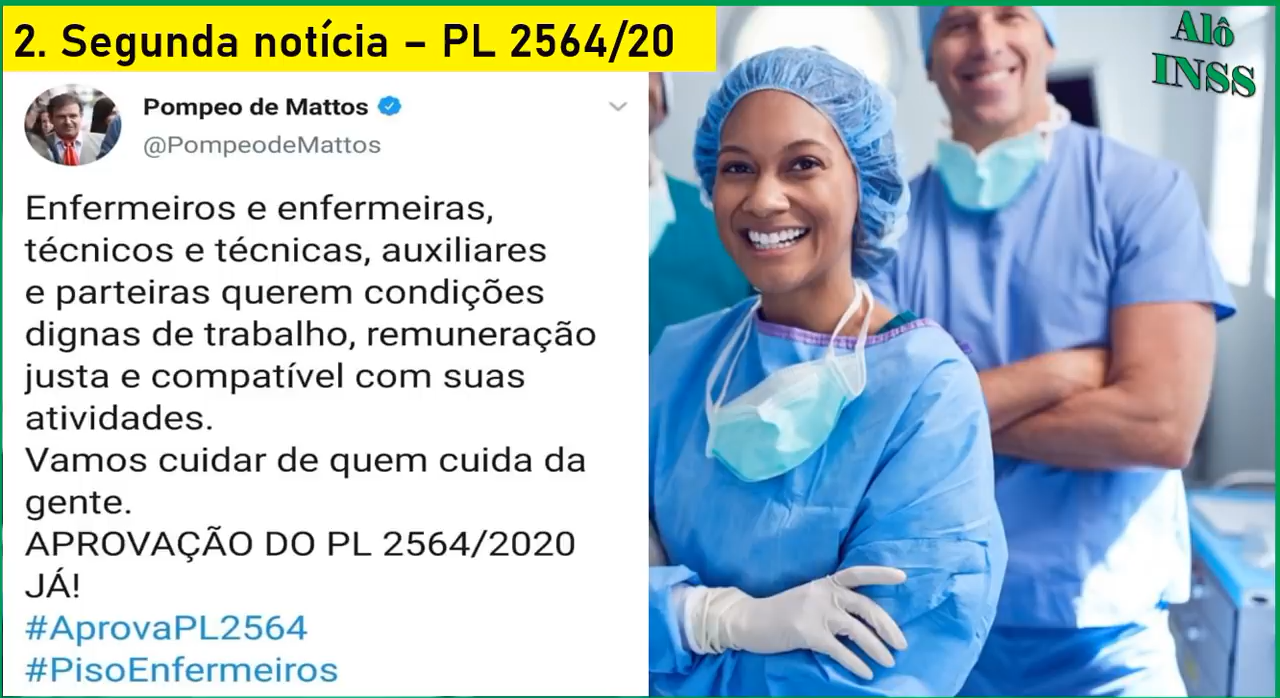 2. Segunda notícia – PL 2564/20
Alô
INSS
Pompeo de Mattos
@PompeodeMattos
Enfermeiros e enfermeiras,
técnicos e técnicas, auxiliares
e parteiras querem condições
dignas de trabalho, remuneração
justa e compatível com suas
atividades.
Vamos cuidar de quem cuida da
gente.
APROVAÇÃO DO PL 2564/2020
JÁ!
#AprovaPL2564
#PisoEnfermeiros